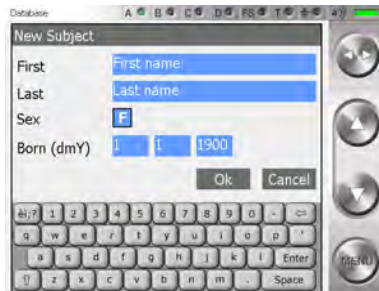 Database A B C D FS T
New Subject
First First name
Last Last name
Sex F
Born (dmY) 1 1 1900
Ok Cancel
èi;? 1 2 3 4 5 6 7 8 9 0 -
q w e r t y u i o p '
a s d f g h j k l Enter
z x c v b n m . Space
MENU